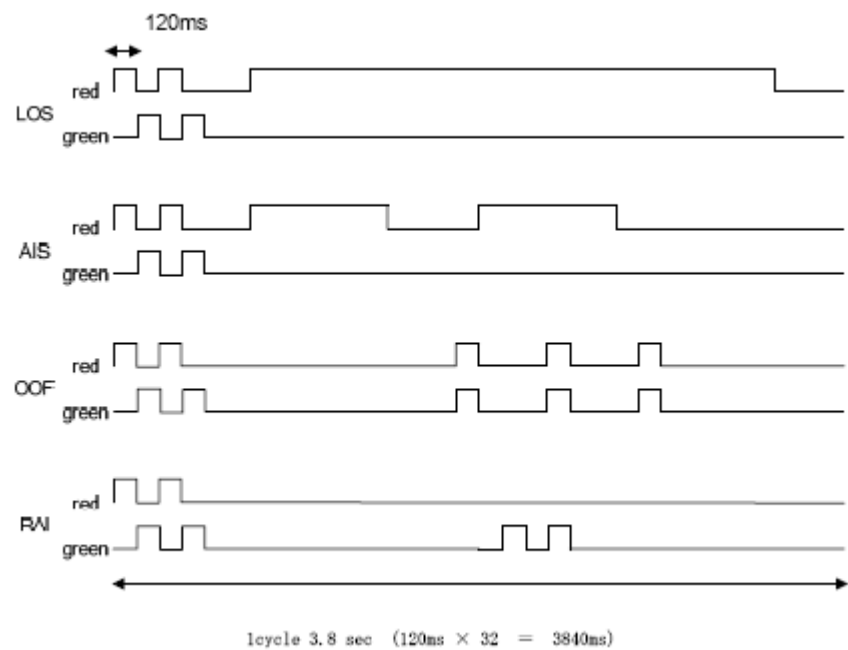 120ms
red
LOS
green
red
AIS
green
red
OOF
green
red
RAI
green
1cycle 3.8 sec (120ms × 32 = 3840ms)